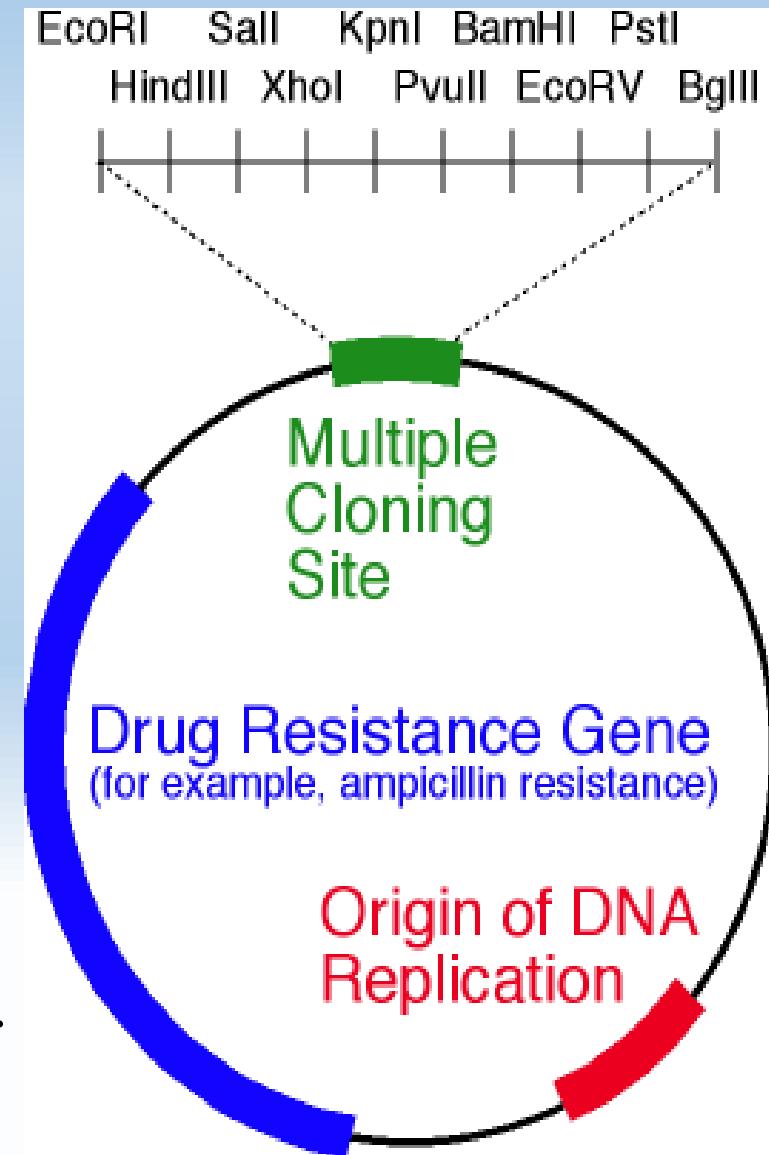 EcoRI SalI KpnI BamHI PstI
HindIII XhoI PvuII EcoRV BglII
Multiple
Cloning
Site
Drug Resistance Gene
(for example, ampicillin resistance)
Origin of DNA
Replication
.